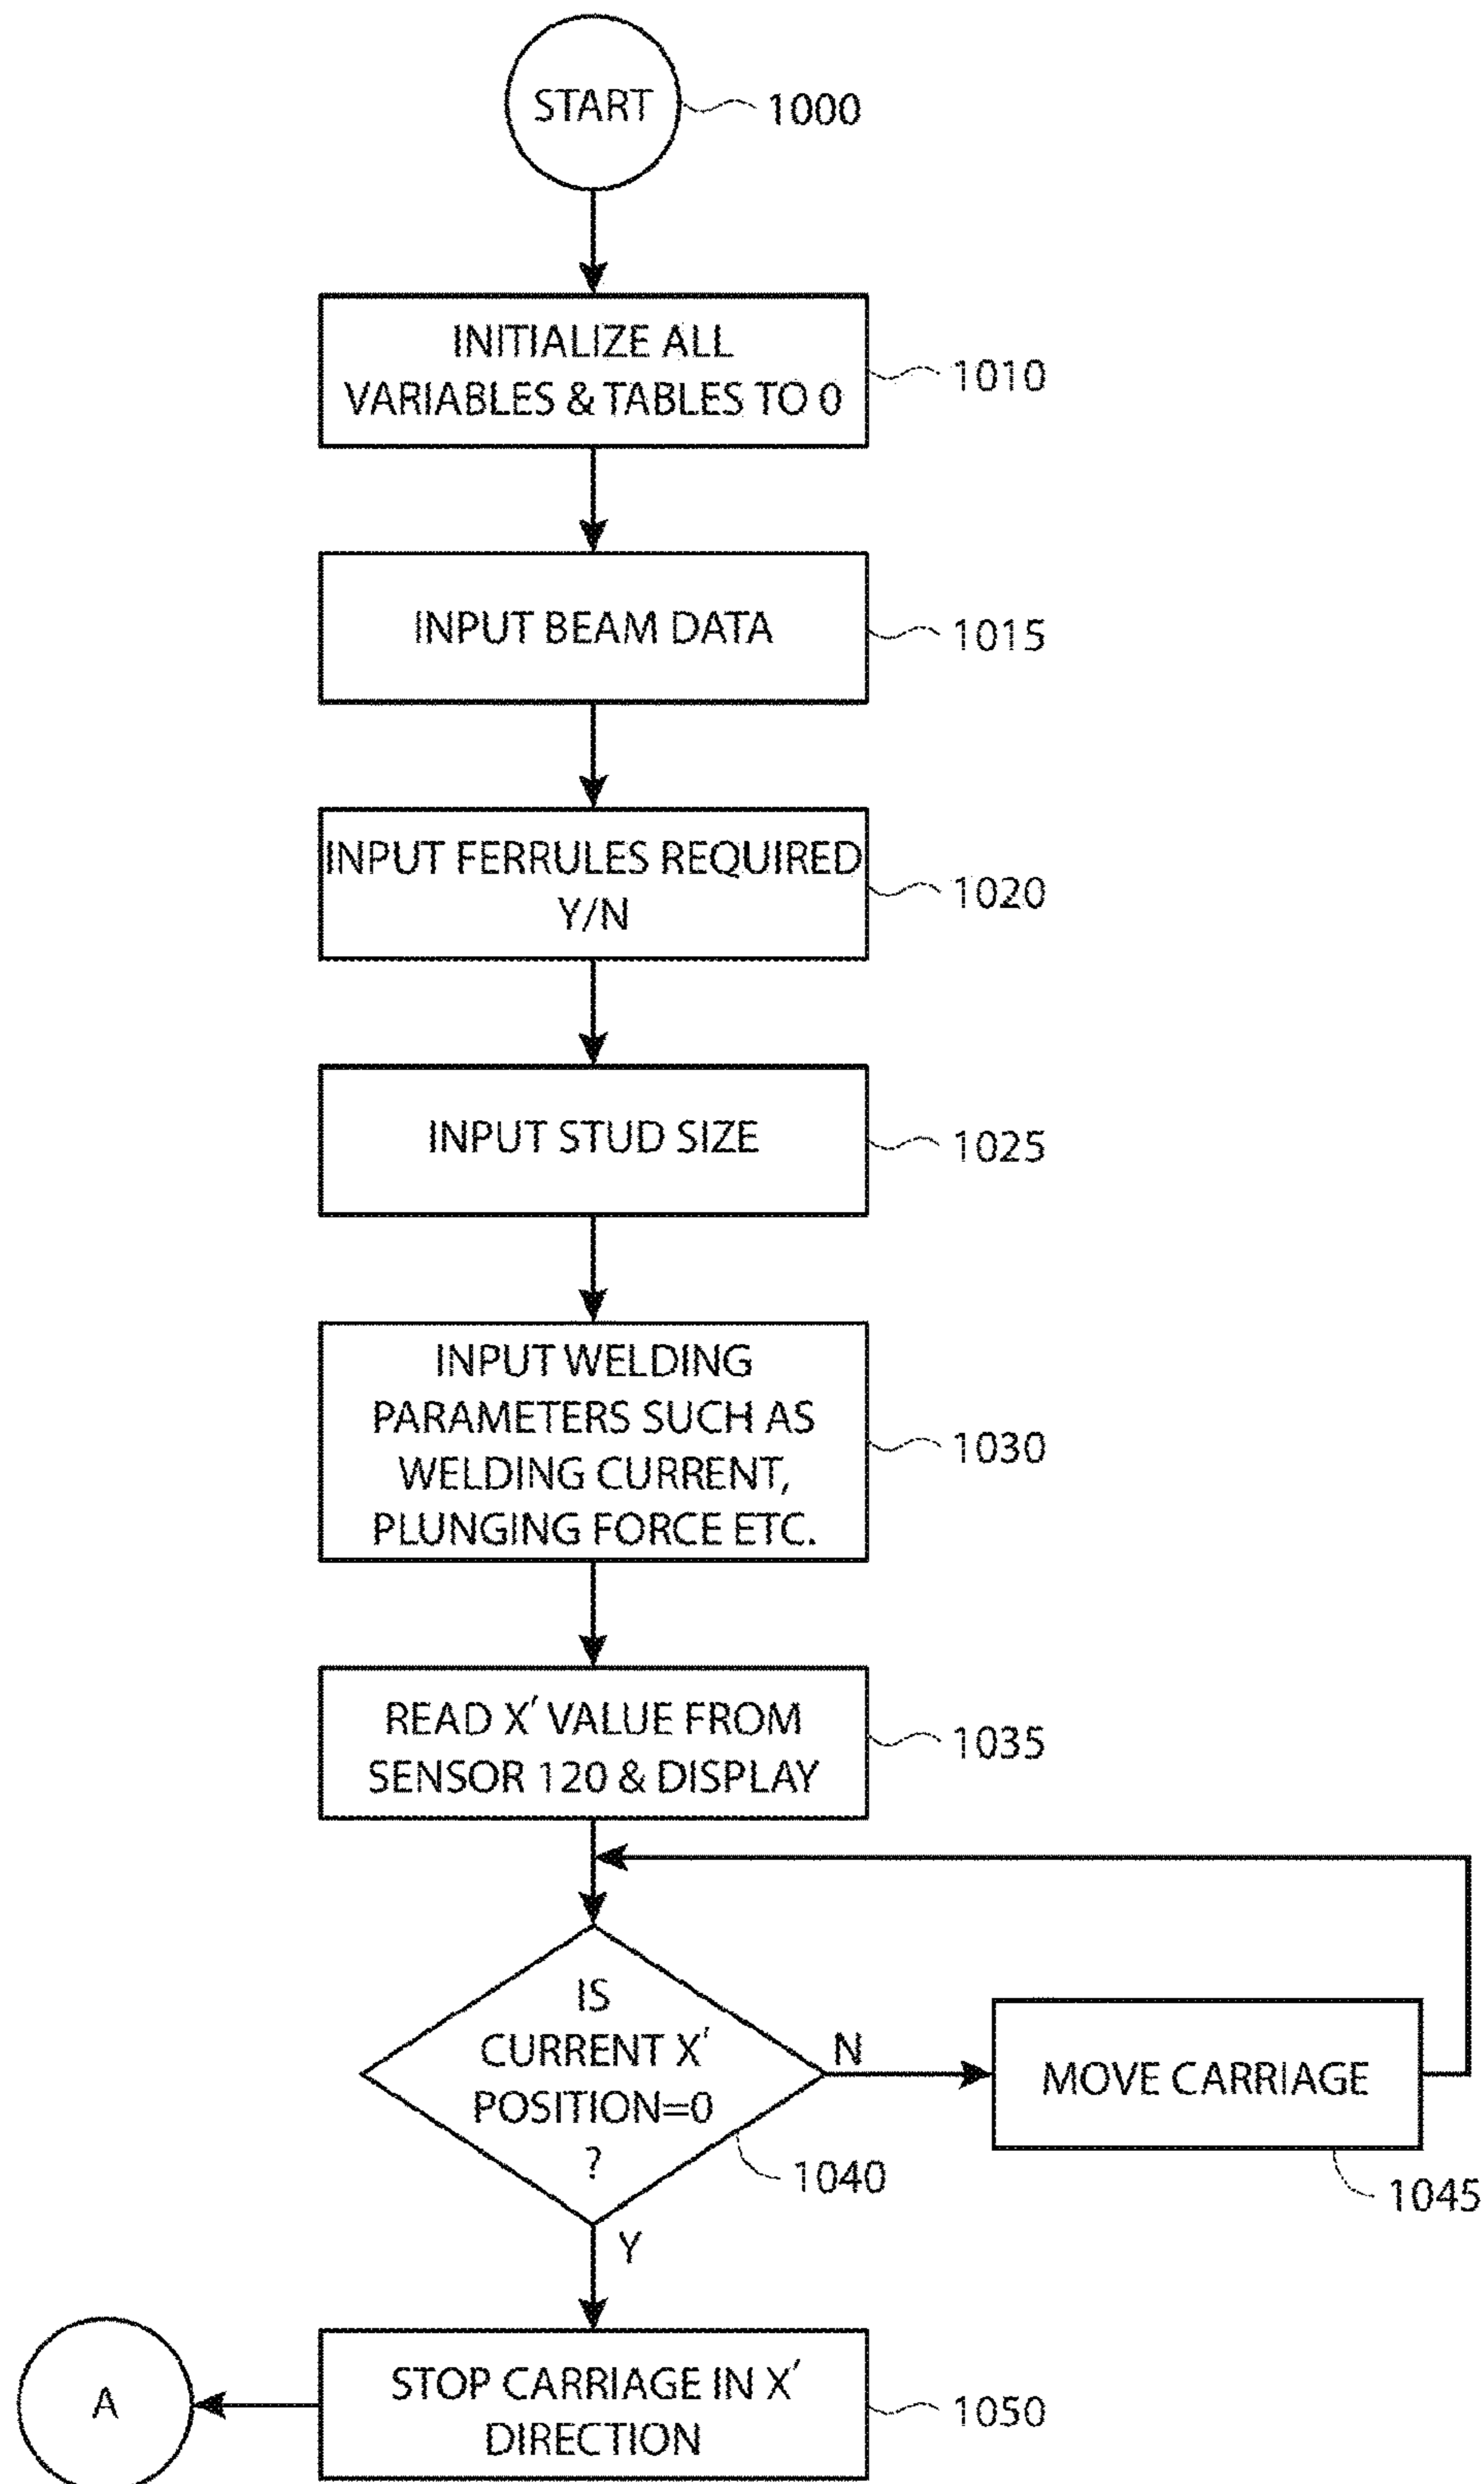 START
1000
INITIALIZE ALL
VARIABLES & TABLES TO 0
1010
INPUT BEAM DATA
1015
INPUT FERRULES REQUIRED
Y/N
1020
INPUT STUD SIZE
1025
INPUT WELDING
PARAMETERS SUCH AS
WELDING CURRENT,
PLUNGING FORCE ETC.
1030
READ X' VALUE FROM
SENSOR 120 & DISPLAY
1035
IS
CURRENT X'
POSITION=0
?
1040
N
MOVE CARRIAGE
1045
Y
STOP CARRIAGE IN X'
DIRECTION
1050
A